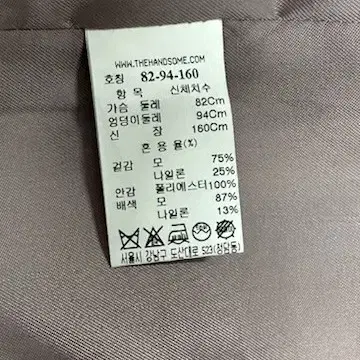 WWW.THEHANDSOME.COM
호칭 82-94-160
항 목 신체치수
가슴 둘레 82Cm
엉덩이둘레 94Cm
신 장 160Cm
혼 용 율(%)
겉감 모 75%
나일론 25%
안감 폴리에스터100%
배색 모 87%
나일론 13%
서울시 강남구 도산대로 523(청담동)